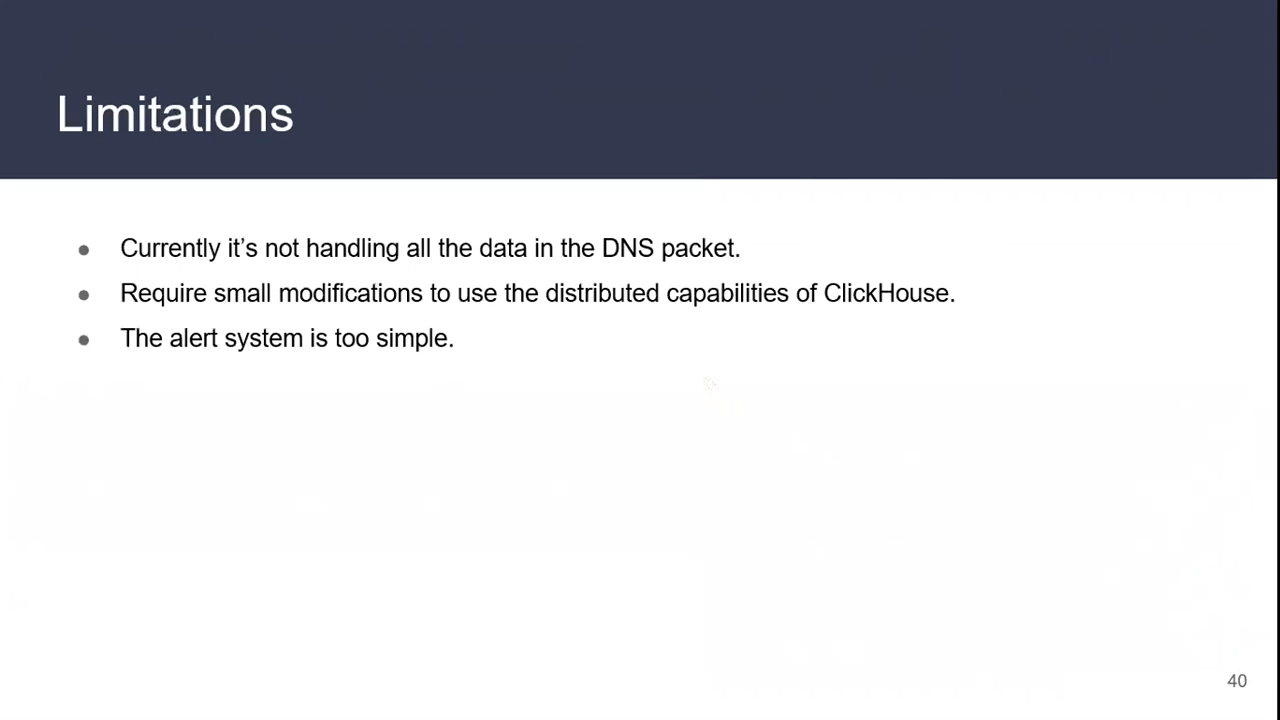 Limitations
● Currently it’s not handling all the data in the DNS packet.
● Require small modifications to use the distributed capabilities of ClickHouse.
● The alert system is too simple.
40